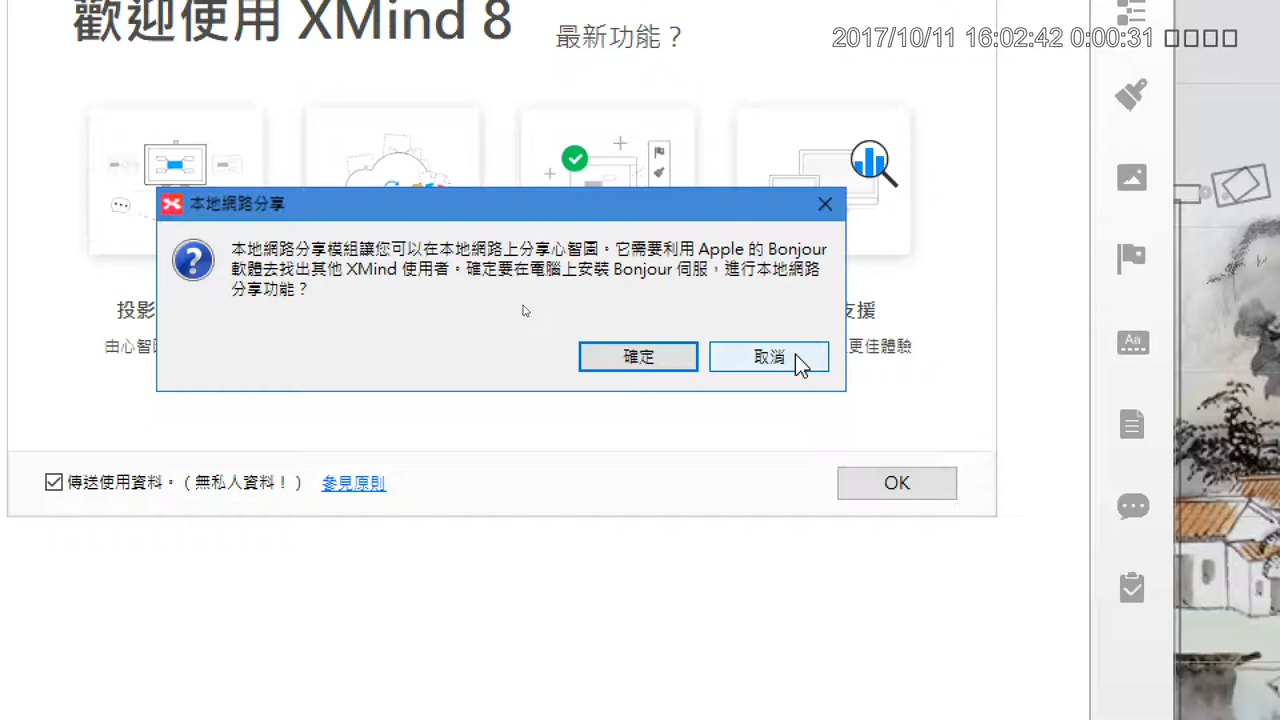 歡迎使用 XMind 8
最新功能？
2017/10/11 16:02:42 0:00:31
本地網路分享
本地網路分享模組讓您可以在本地網路上分享心智圖。它需要利用 Apple 的 Bonjour
軟體去找出其他 XMind 使用者。確定要在電腦上安裝 Bonjour 伺服，進行本地網路
分享功能？
確定
取消
投影
支援
由心智圖
更佳體驗
傳送使用資料。（無私人資料！）
參見原則
OK
Aa